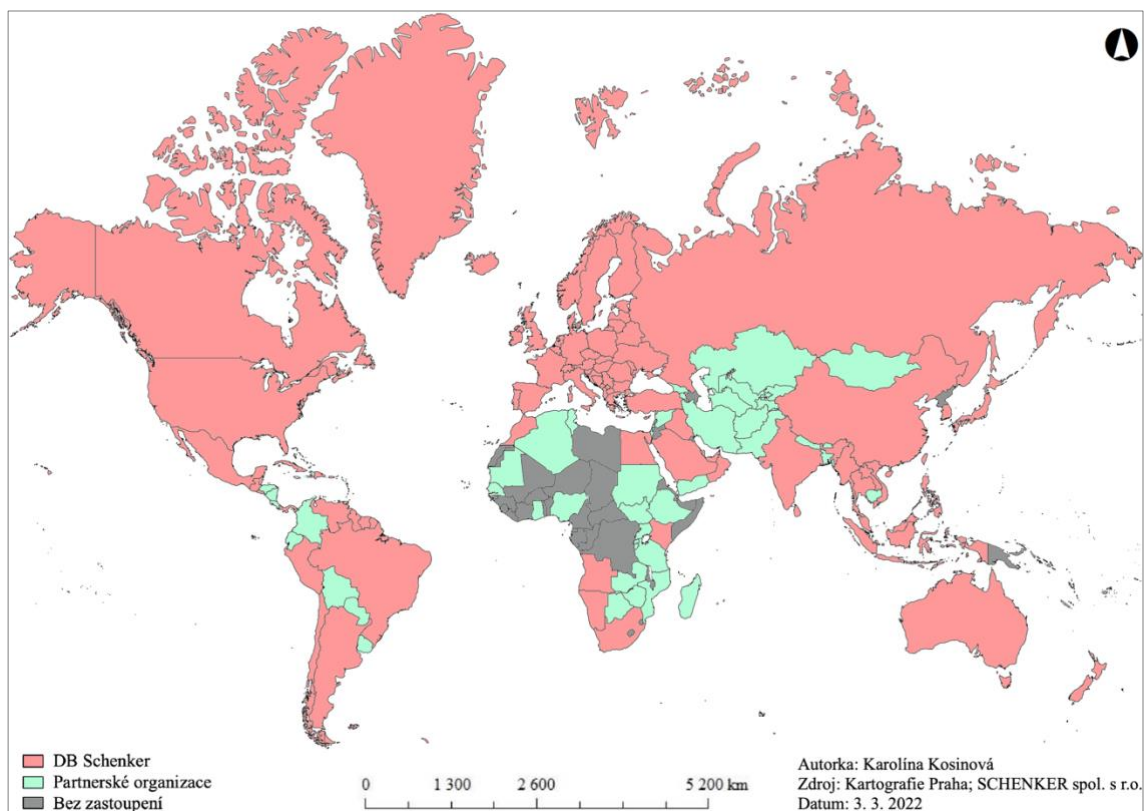 DB Schenker
Partnerské organizace
Bez zastoupení
0 1 300 2 600 5 200 km
Autorka: Karolína Kosinová
Zdroj: Kartografie Praha; SCHENKER spol. s r.o
Datum: 3. 3. 2022